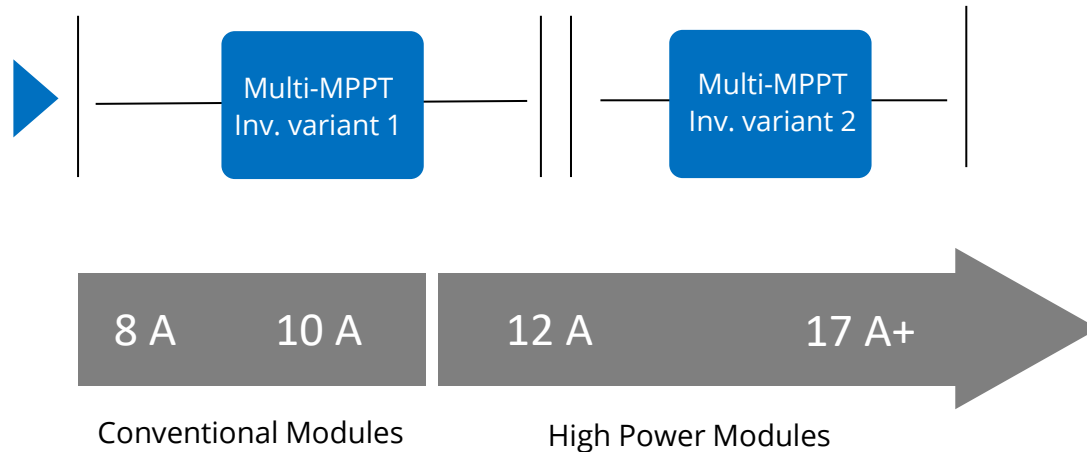 Multi-MPPT
Inv. variant 1
Multi-MPPT
Inv. variant 2
8 A
10 A
12 A
17 A+
Conventional Modules
High Power Modules